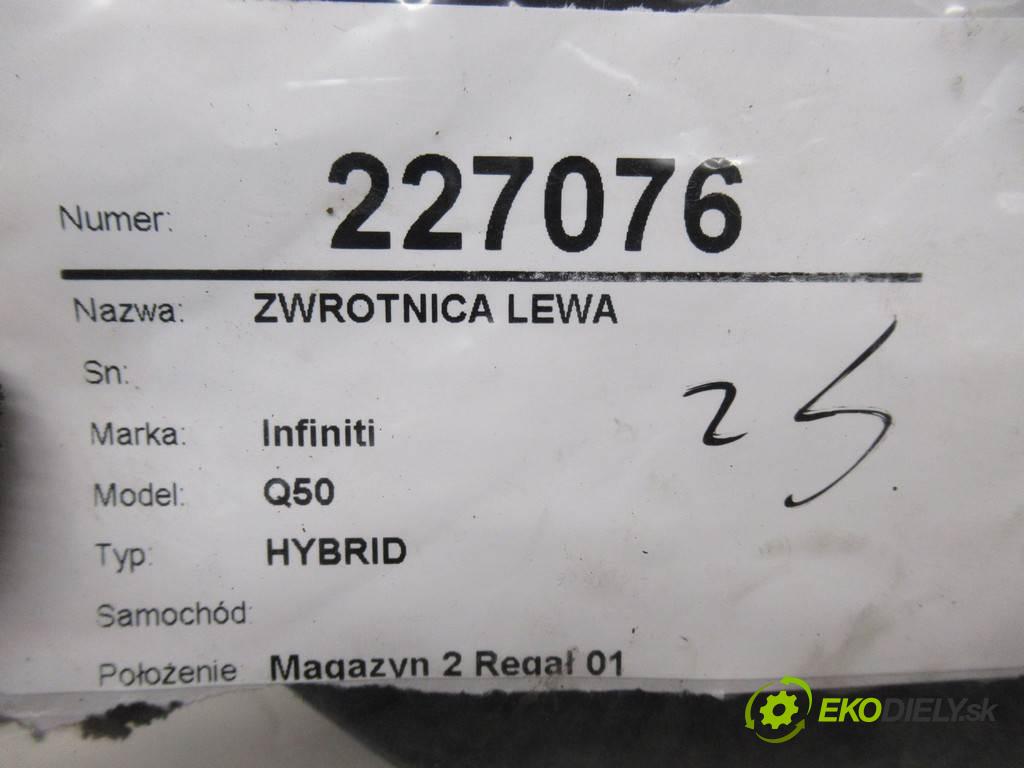 Numer: 227076
Nazwa: ZWROTNICA LEWA
Sn:
Marka: Infiniti
25
Model: Q50
Typ: HYBRID
Samochód:
Położenie Magazyn 2 Regał 01
EKODIELY.sk